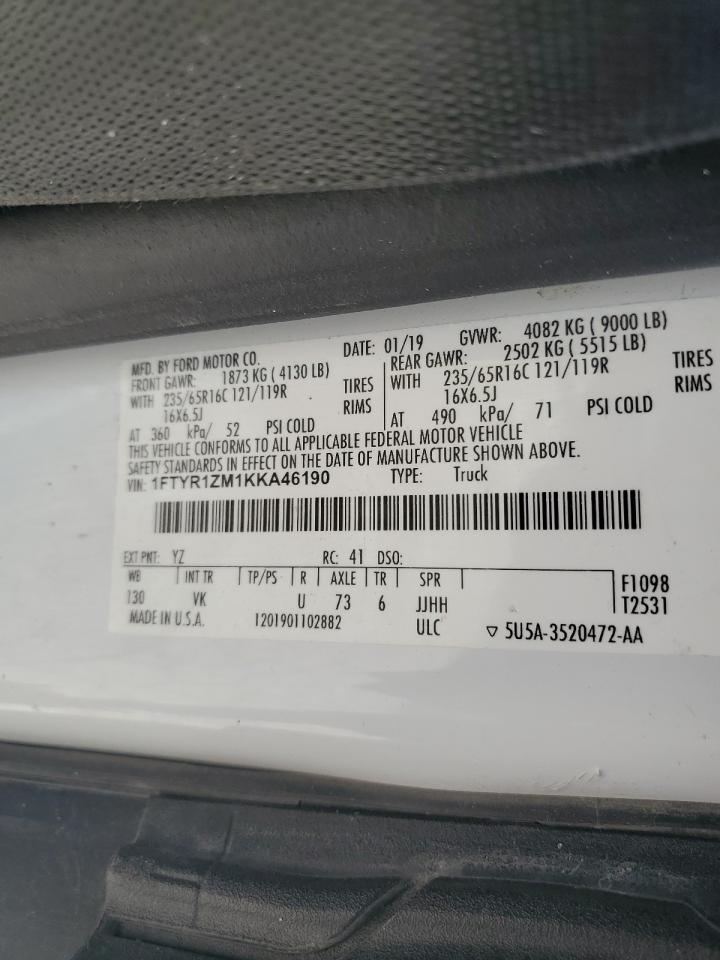 MFD. BY FORD MOTOR CO. DATE: 01/19 GVWR: 4082 KG ( 9000 LB)
FRONT GAWR: 1873 KG ( 4130 LB) REAR GAWR: 2502 KG ( 5515 LB)
WITH 235/65R16C 121/119R TIRES WITH 235/65R16C 121/119R TIRES
16X6.5J RIMS 16X6.5J RIMS
AT 360 kPa/ 52 PSI COLD AT 490 kPa/ 71 PSI COLD
THIS VEHICLE CONFORMS TO ALL APPLICABLE FEDERAL MOTOR VEHICLE
SAFETY STANDARDS IN EFFECT ON THE DATE OF MANUFACTURE SHOWN ABOVE.
VIN: 1FTYR1ZM1KKA46190 TYPE: Truck
EXT PNT: YZ RC: 41 DSO:
WB INT TR TP/PS R AXLE TR SPR F1098
130 VK U 73 6 JJHH T2531
MADE IN U.S.A. 1201901102882 ULC ▽ 5U5A-3520472-AA